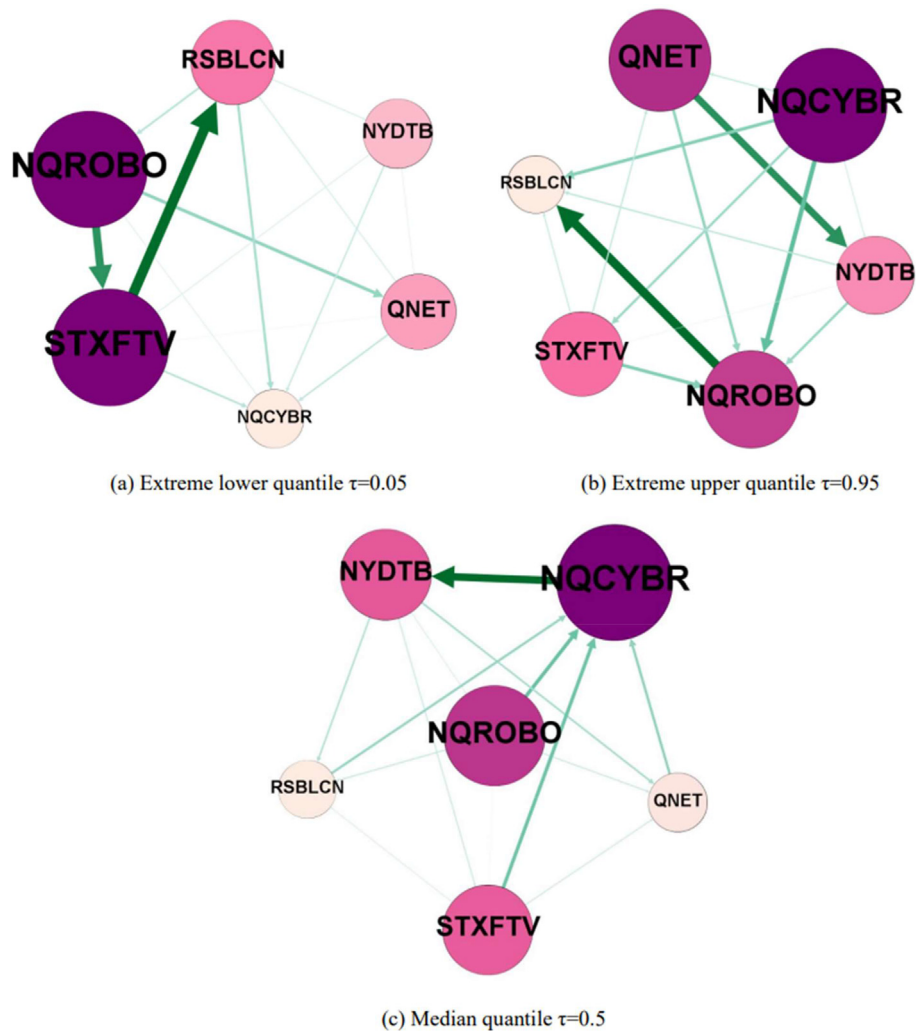 RSBLCN
NYDTB
NQROBO
QNET
STXFTV
NQCYBR
(a) Extreme lower quantile τ=0.05
QNET
NQCYBR
RSBLCN
NYDTB
STXFTV
NQROBO
(b) Extreme upper quantile τ=0.95
NYDTB
NQCYBR
NQROBO
RSBLCN
QNET
STXFTV
(c) Median quantile τ=0.5